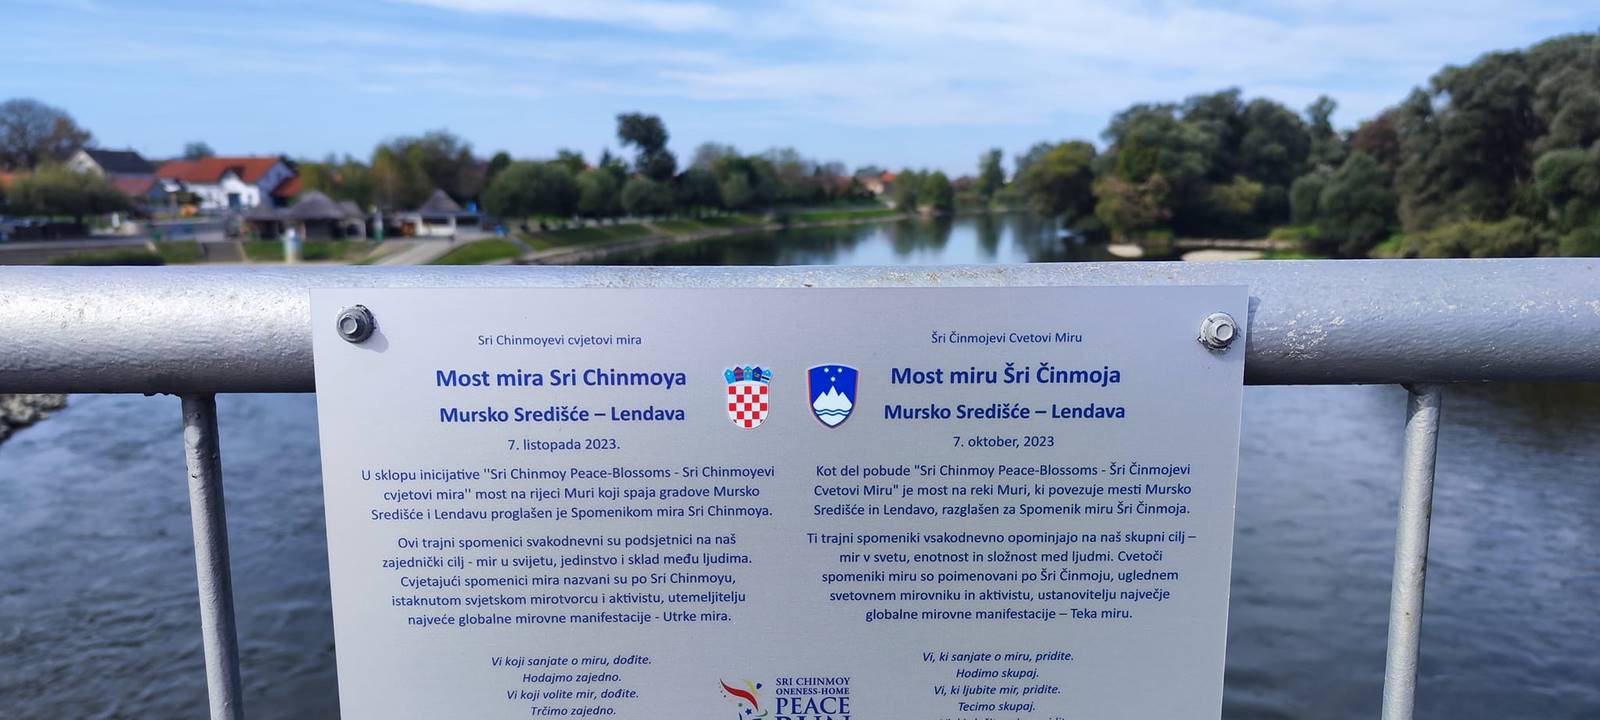 Sri Chinmoyevi cvjetovi mira
Most mira Sri Chinmoya
Mursko Središće – Lendava
7. listopada 2023.
U sklopu inicijative "Sri Chinmoy Peace-Blossoms - Sri Chinmoyevi
cvjetovi mira" most na rijeci Muri koji spaja gradove Mursko
Središće i Lendavu proglašen je Spomenikom mira Sri Chinmoya.
Ovi trajni spomenici svakodnevni su podsjetnici na naš
zajednički cilj - mir u svijetu, jedinstvo i sklad među ljudima.
Cvjetajući spomenici mira nazvani su po Sri Chinmoyu,
istaknutom svjetskom mirotvorcu i aktivistu, utemeljitelju
najveće globalne mirovne manifestacije - Utrke mira.
Vi koji sanjate o miru, dođite.
Hodajmo zajedno.
Vi koji volite mir, dođite.
Trčimo zajedno.
Šri Činmojevi Cvetovi Miru
Most miru Šri Činmoja
Mursko Središće – Lendava
7. oktober, 2023
Kot del pobude "Sri Chinmoy Peace-Blossoms - Šri Činmojevi
Cvetovi Miru" je most na reki Muri, ki povezuje mesti Mursko
Središće in Lendavo, razglašen za Spomenik miru Šri Činmoja.
Ti trajni spomeniki vsakodnevno opominjajo na naš skupni cilj –
mir v svetu, enotnost in složnost med ljudmi. Cvetoči
spomeniki miru so poimenovani po Šri Činmoju, uglednem
svetovnem mirovniku in aktivistu, ustanovitelju največje
globalne mirovne manifestacije – Teka miru.
Vi, ki sanjate o miru, pridite.
Hodimo skupaj.
Vi, ki ljubite mir, pridite.
Tecimo skupaj.
SRI CHINMOY
ONENESS-HOME
PEACE
RUN